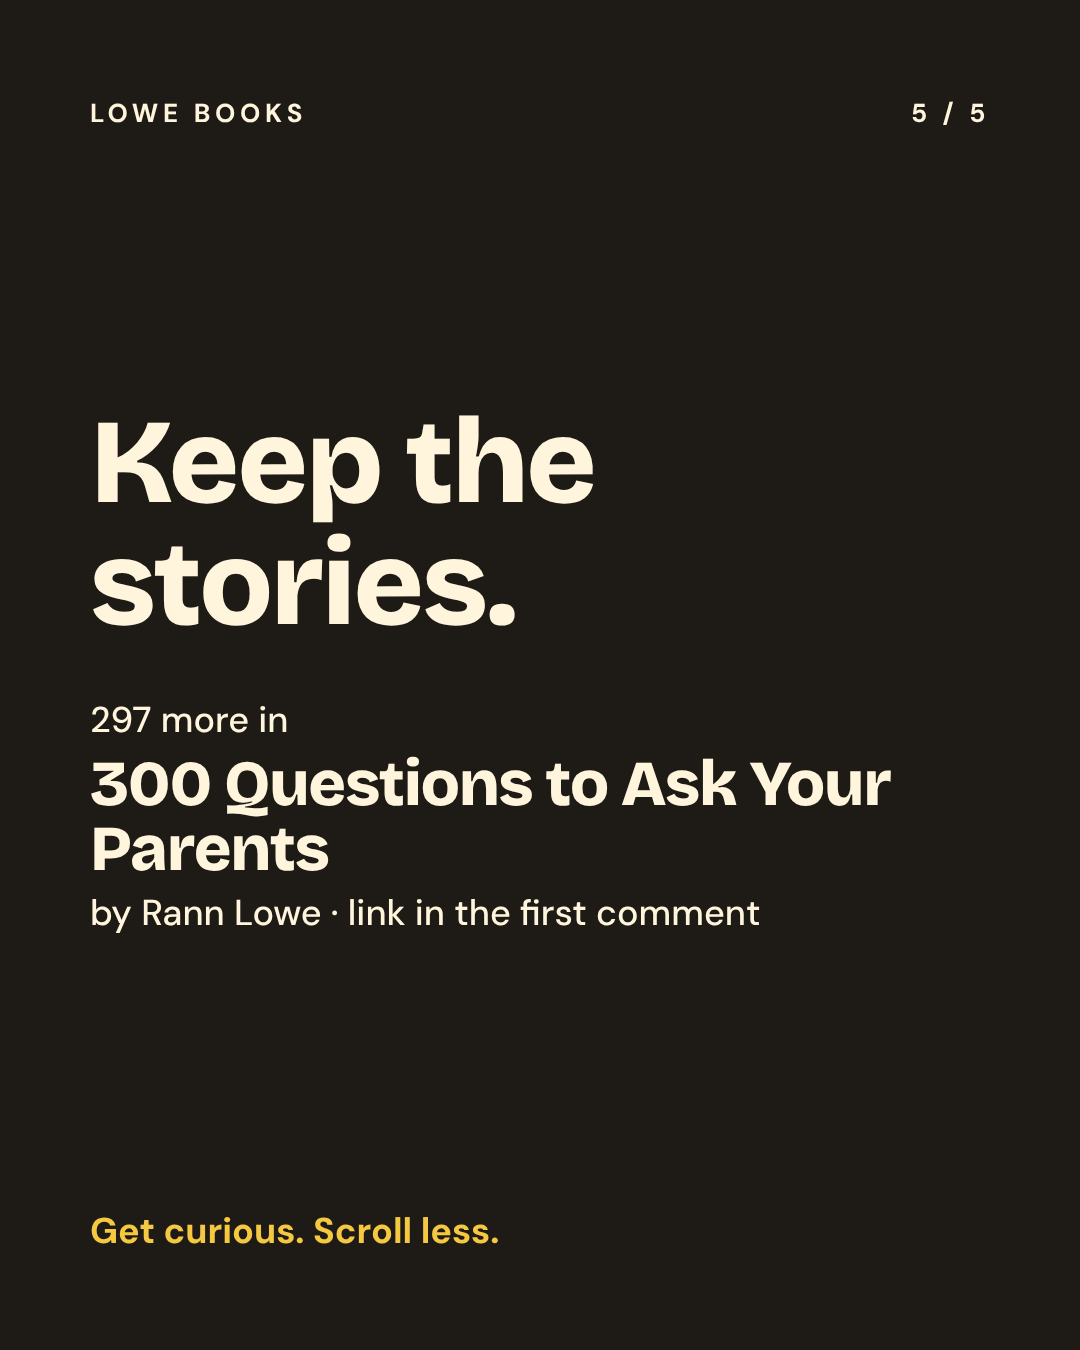 LOWE BOOKS
5 / 5
Keep the
stories.
297 more in
300 Questions to Ask Your
Parents
by Rann Lowe · link in the first comment
Get curious. Scroll less.